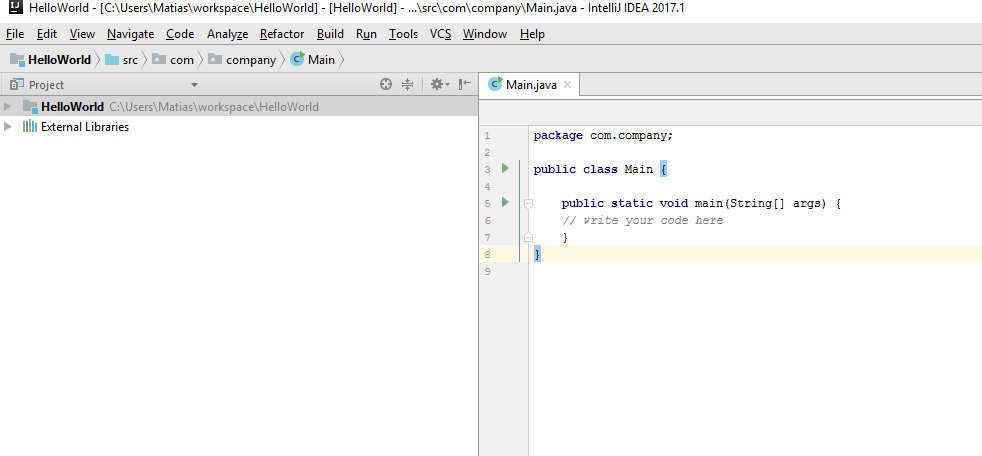 HelloWorld - [C:\Users\Matias\workspace\HelloWorld] - [HelloWorld] - ...\src\com\company\Main.java - IntelliJ IDEA 2017.1
File Edit View Navigate Code Analyze Refactor Build Run Tools VCS Window Help
HelloWorld src com company Main
Project
HelloWorld C:\Users\Matias\workspace\HelloWorld
External Libraries
Main.java
1 package com.company;
2
3 public class Main {
4
5 public static void main(String[] args) {
6 // write your code here
7 }
8 }
9